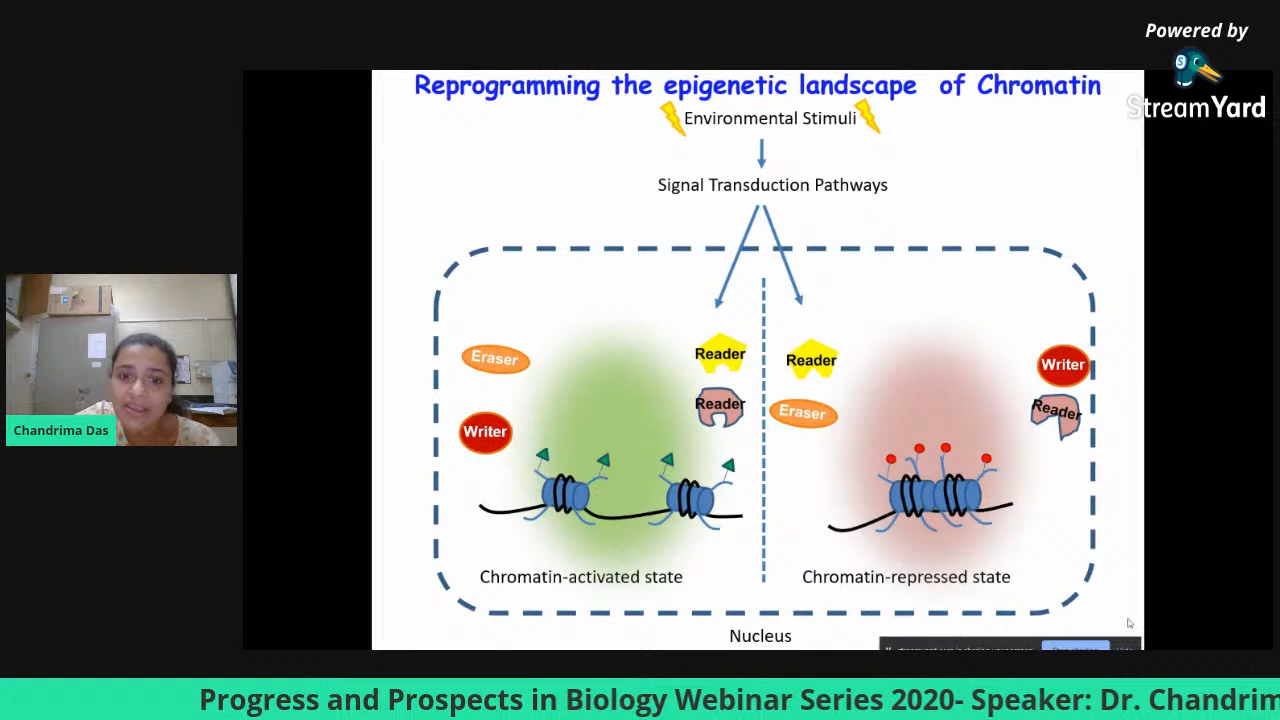 Powered by
StreamYard
Reprogramming the epigenetic landscape of Chromatin
Environmental Stimuli
Signal Transduction Pathways
Eraser
Reader
Reader
Writer
Reader
Writer
Reader
Eraser
Chromatin-activated state
Chromatin-repressed state
Nucleus
Chandrima Das
Progress and Prospects in Biology Webinar Series 2020- Speaker: Dr. Chandrim